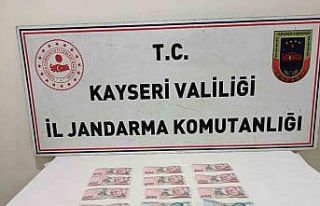 T.C.
KAYSERİ VALİLİĞİ
İL JANDARMA KOMUTANLIĞI